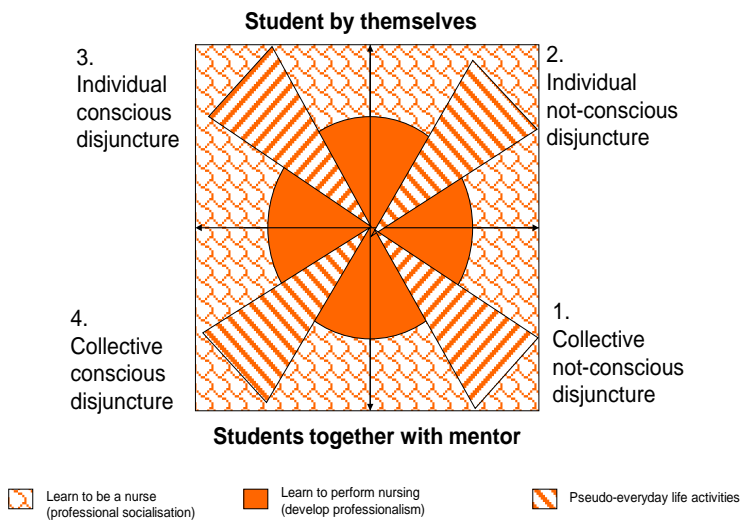 Student by themselves
3.
Individual
conscious
disjuncture
2.
Individual
not-conscious
disjuncture
4.
Collective
conscious
disjuncture
1.
Collective
not-conscious
disjuncture
Students together with mentor
Learn to be a nurse
(professional socialisation)
Learn to perform nursing
(develop professionalism)
Pseudo-everyday life activities